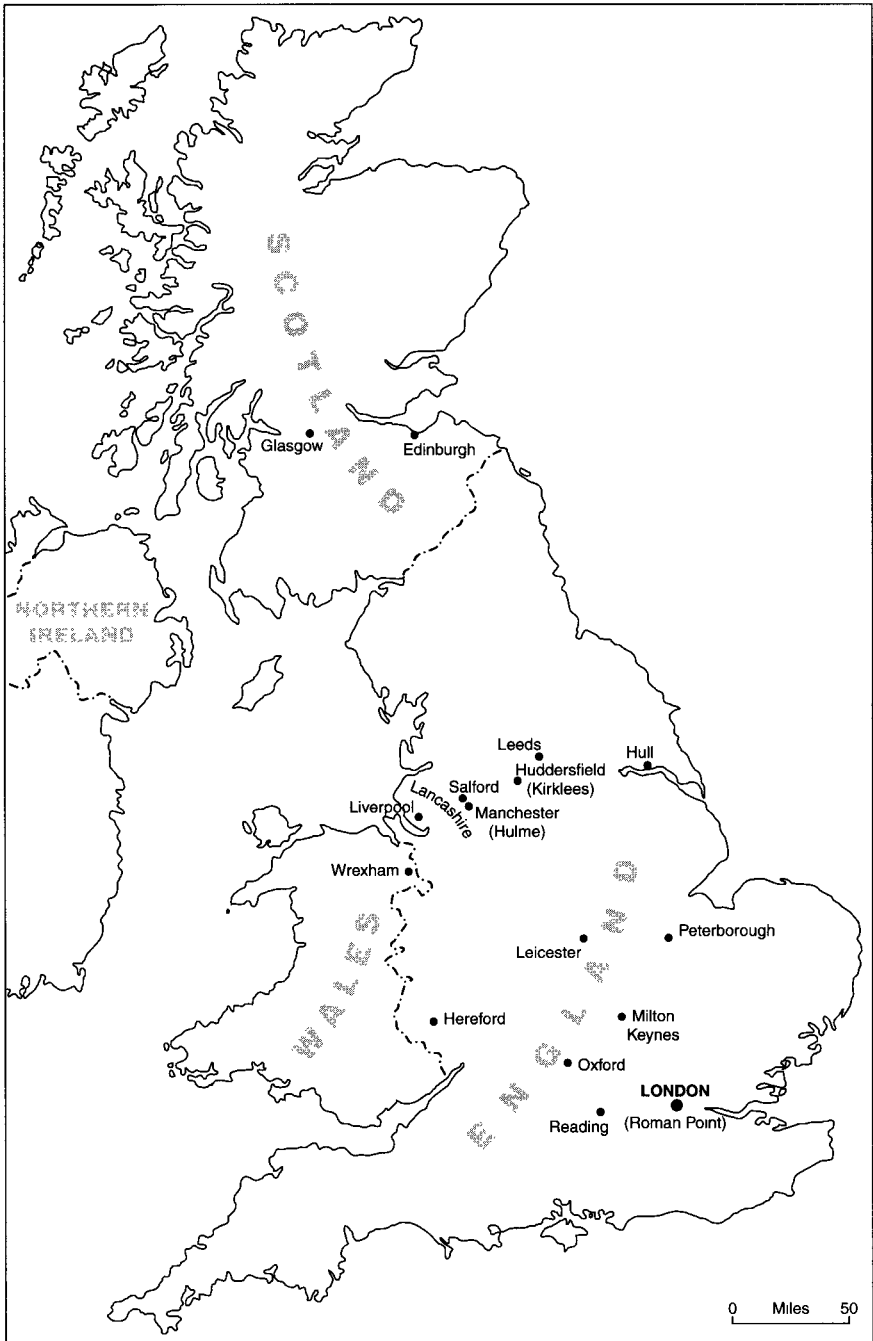 SCOTLAND
Glasgow
Edinburgh
NORTHERN
IRELAND
Leeds
Hull
Huddersfield
(Kirklees)
Salford
Lancashire
Manchester
(Hulme)
Liverpool
Wrexham
WALES
Leicester
Peterborough
ENGLAND
Hereford
Milton
Keynes
Oxford
LONDON
(Roman Point)
Reading
0 Miles 50